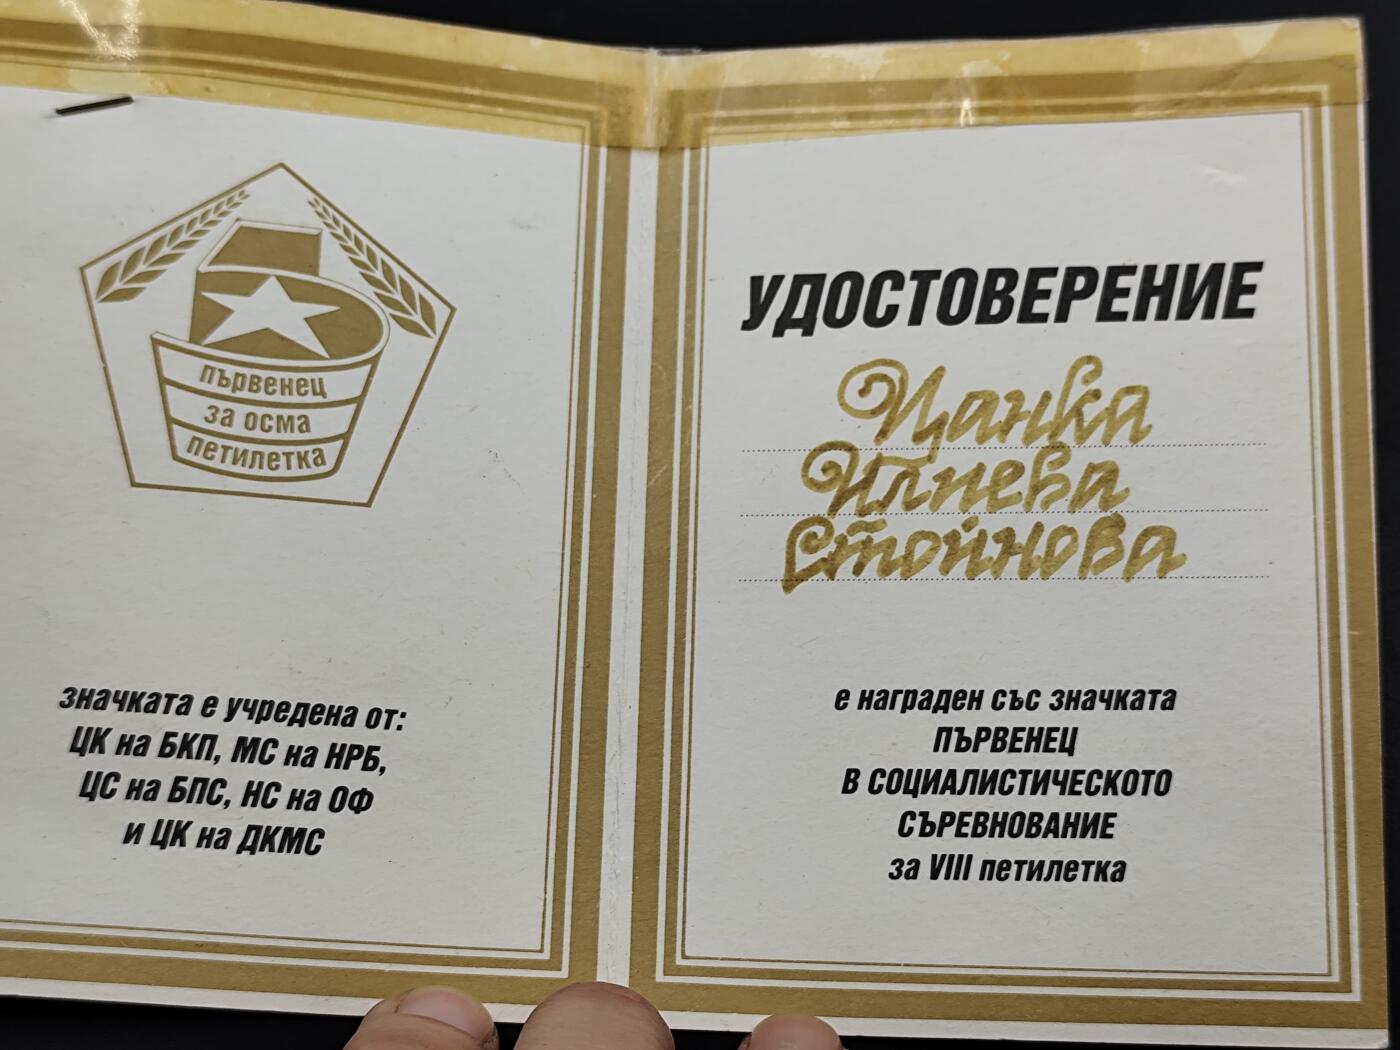 първенец
за осма
петилетка
значката е учредена от:
ЦК на БКП, МС на НРБ,
ЦС на БПС, НС на ОФ
и ЦК на ДКМС
УДОСТОВЕРЕНИЕ
Цанка
Илиева
Стойнова
е награден със значката
ПЪРВЕНЕЦ
В СОЦИАЛИСТИЧЕСКОТО
СЪРЕВНОВАНИЕ
за VIII петилетка